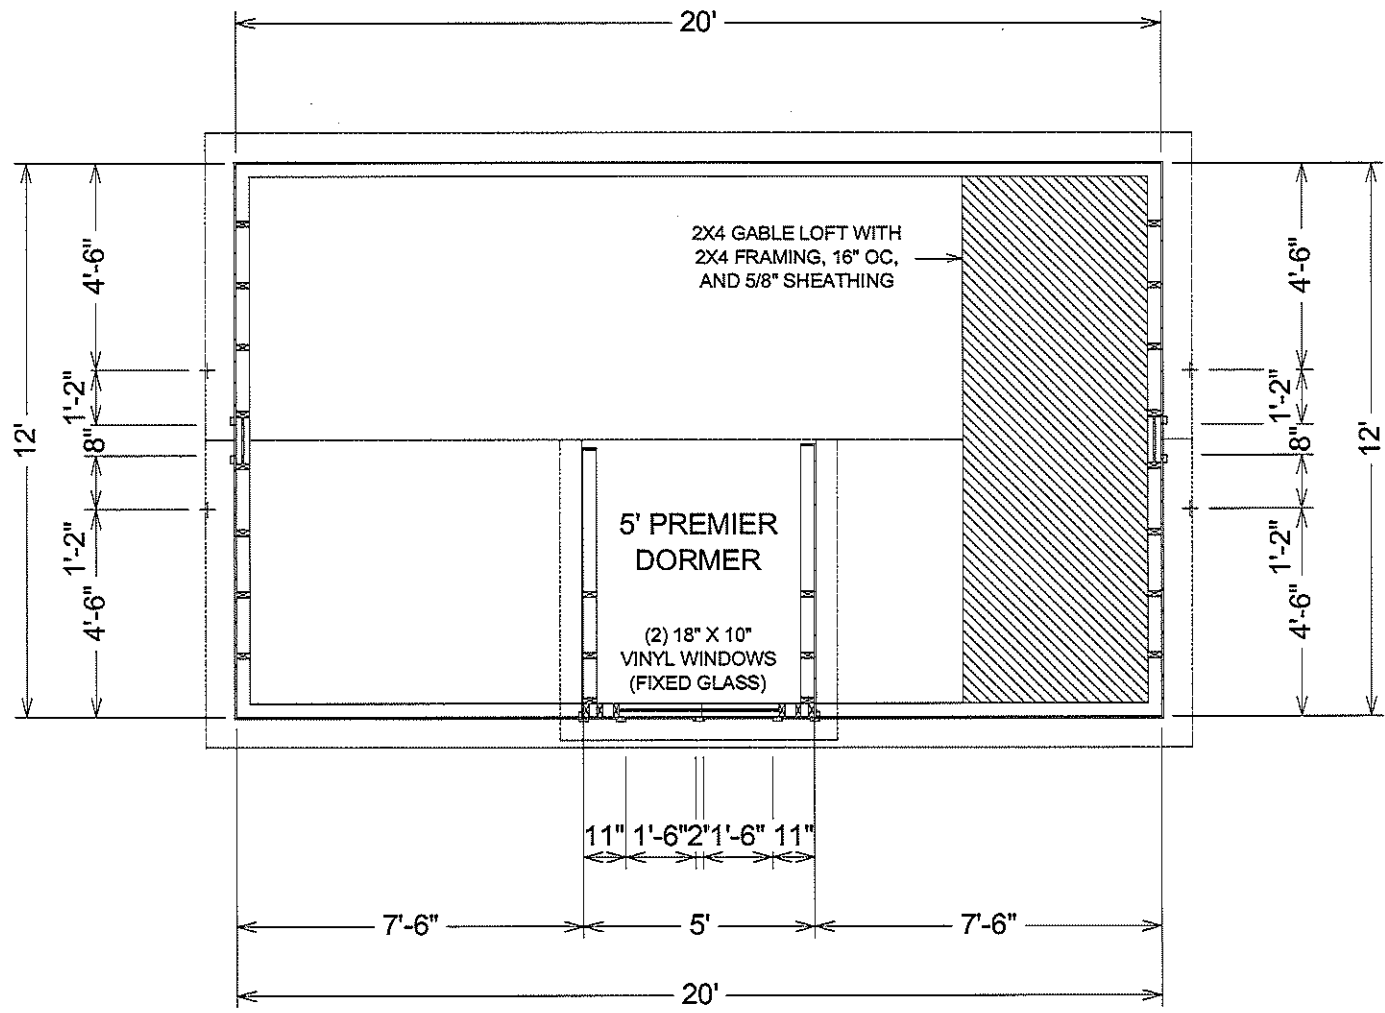 20'
2X4 GABLE LOFT WITH
2X4 FRAMING, 16" OC,
AND 5/8" SHEATHING
4'-6"
1'-2"
8"
1'-2"
4'-6"
12'
4'-6"
1'-2"
8"
1'-2"
4'-6"
12'
5' PREMIER
DORMER
(2) 18" X 10"
VINYL WINDOWS
(FIXED GLASS)
11" 1'-6" 2" 1'-6" 11"
7'-6" 5' 7'-6"
20'